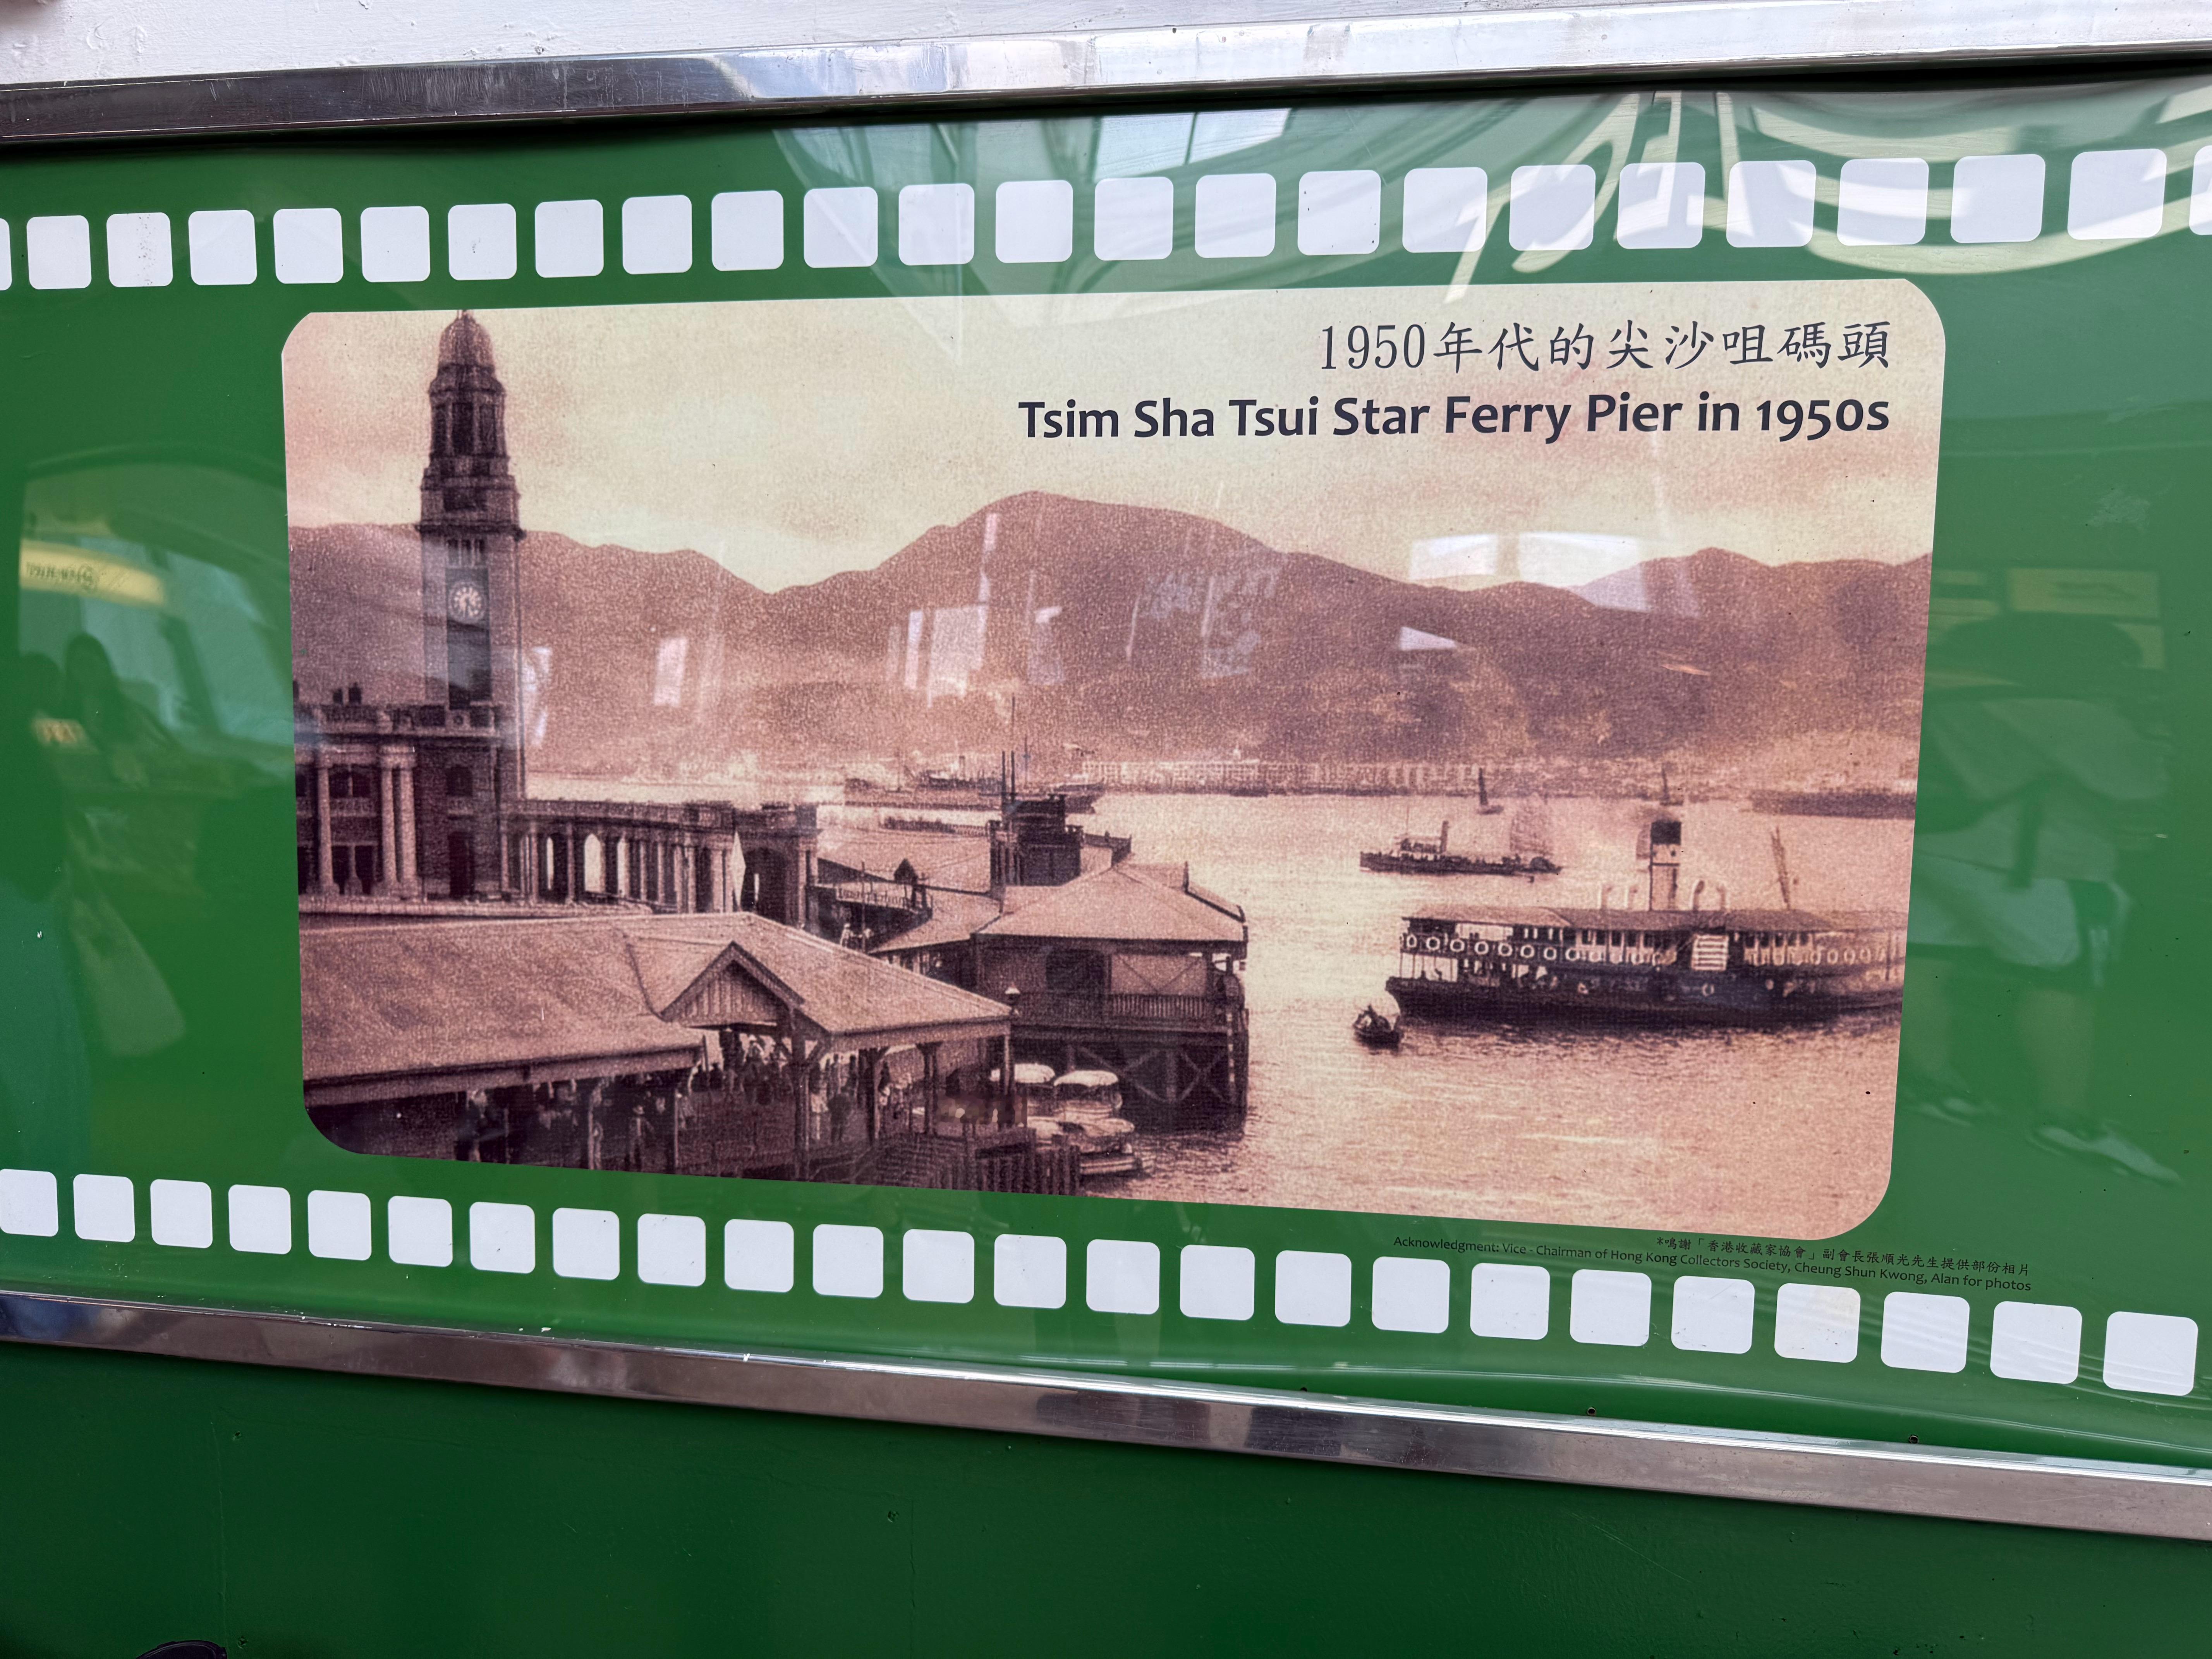 1950年代的尖沙咀碼頭
Tsim Sha Tsui Star Ferry Pier in 1950s
*鳴謝「香港收藏家協會」副會長張順光先生提供部份相片
Acknowledgment: Vice - Chairman of Hong Kong Collectors Society, Cheung Shun Kwong, Alan for photos